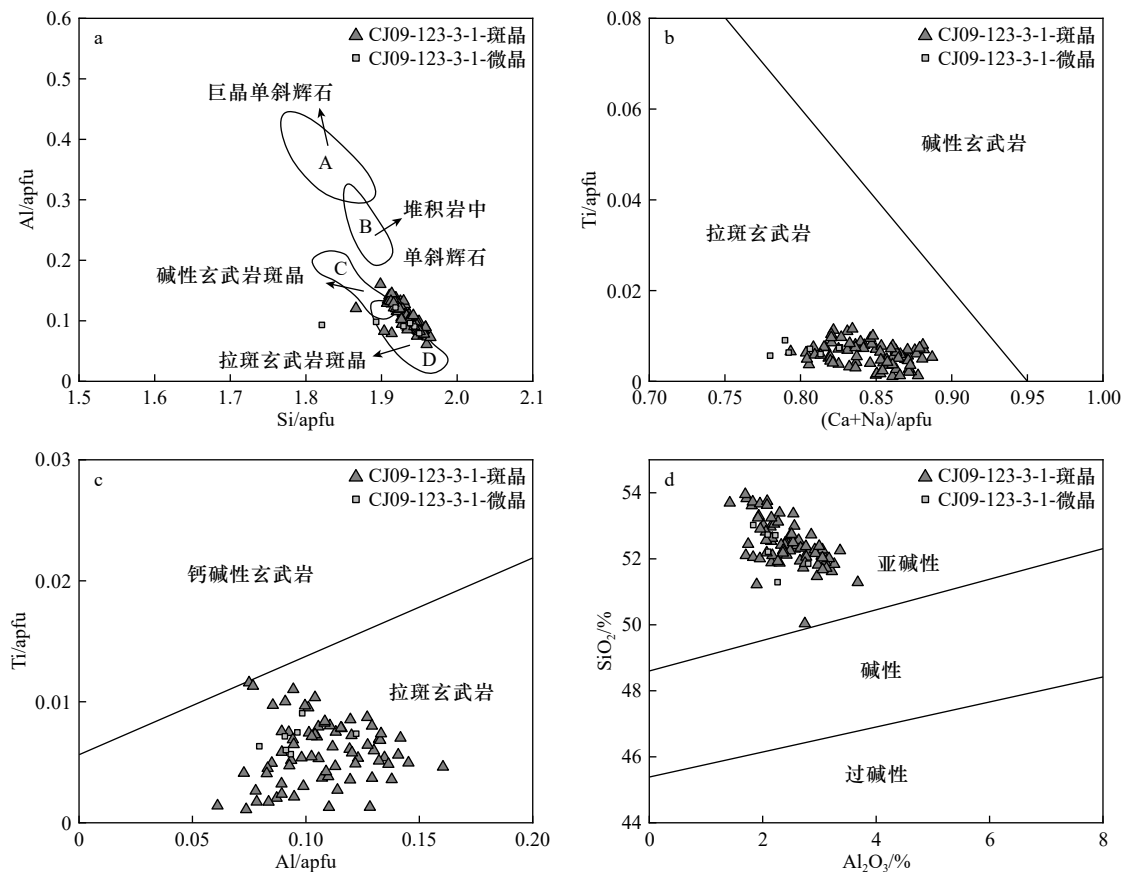 a
CJ09-123-3-1-斑晶
CJ09-123-3-1-微晶
巨晶单斜辉石
A
B
堆积岩中
单斜辉石
C
碱性玄武岩斑晶
拉斑玄武岩斑晶
D
0.6
0.5
0.4
0.3
0.2
0.1
0
Al/apfu
1.5
1.6
1.7
1.8
1.9
2.0
2.1
Si/apfu
b
CJ09-123-3-1-斑晶
CJ09-123-3-1-微晶
碱性玄武岩
拉斑玄武岩
0.08
0.06
0.04
0.02
0
Ti/apfu
0.70
0.75
0.80
0.85
0.90
0.95
1.00
(Ca+Na)/apfu
c
CJ09-123-3-1-斑晶
CJ09-123-3-1-微晶
钙碱性玄武岩
拉斑玄武岩
0.03
0.02
0.01
0
Ti/apfu
0
0.05
0.10
0.15
0.20
Al/apfu
d
CJ09-123-3-1-斑晶
CJ09-123-3-1-微晶
亚碱性
碱性
过碱性
54
52
50
48
46
44
SiO₂/%
0
2
4
6
8
Al₂O₃/%